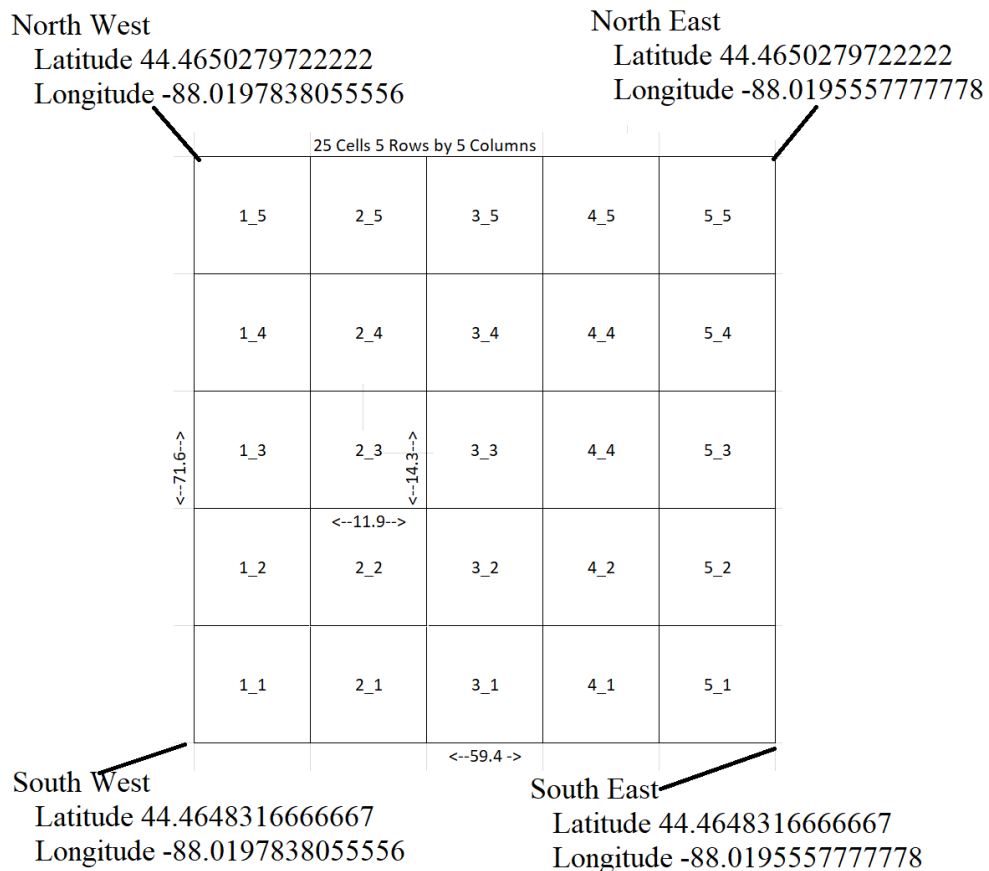 North West
Latitude 44.4650279722222
Longitude -88.0197838055556
North East
Latitude 44.4650279722222
Longitude -88.0195557777778
25 Cells 5 Rows by 5 Columns
1_5 2_5 3_5 4_5 5_5
1_4 2_4 3_4 4_4 5_4
<--71.6-->
1_3 2_3 3_3 4_4 5_3
<--14.3-->
<--11.9-->
1_2 2_2 3_2 4_2 5_2
1_1 2_1 3_1 4_1 5_1
<--59.4 ->
South West
Latitude 44.4648316666667
Longitude -88.0197838055556
South East
Latitude 44.4648316666667
Longitude -88.0195557777778